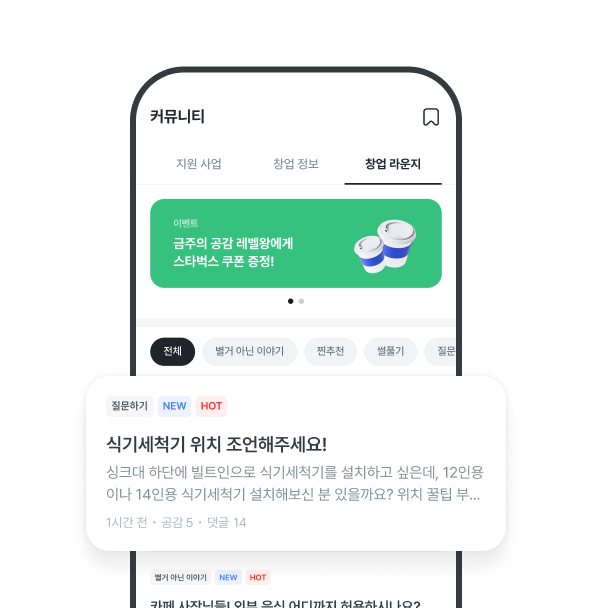 커뮤니티
지원 사업
창업 정보
창업 라운지
이벤트
금주의 공감 레벨왕에게
스타벅스 쿠폰 증정!
전체
별거 아닌 이야기
찐추천
썰풀기
질문
질문하기
NEW
HOT
식기세척기 위치 조언해주세요!
싱크대 하단에 빌트인으로 식기세척기를 설치하고 싶은데, 12인용
이나 14인용 식기세척기 설치해보신 분 있을까요? 위치 꿀팁 부...
1시간 전 · 공감 5 · 댓글 14
별거 아닌 이야기
NEW
HOT
카페 사장님들! 외부 음식 어디까지 허용하시나요?